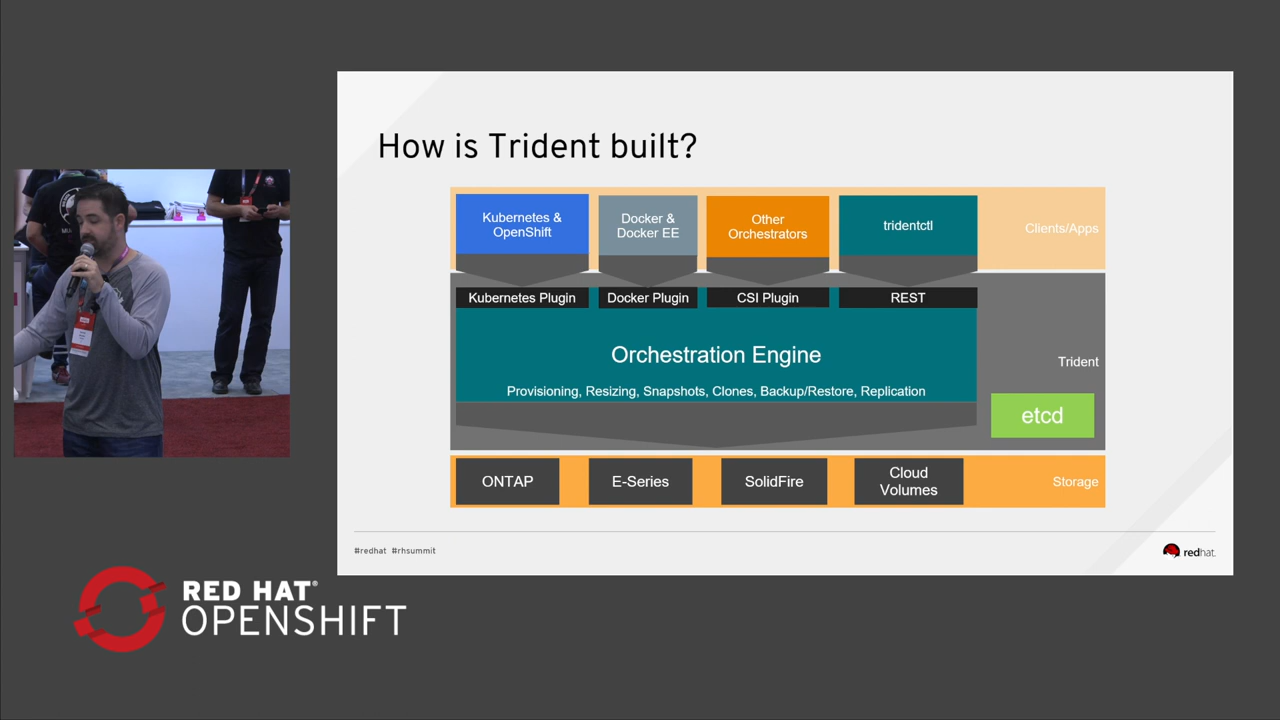 How is Trident built?
Kubernetes &
OpenShift
Docker &
Docker EE
Other
Orchestrators
tridentctl
Clients/Apps
Kubernetes Plugin
Docker Plugin
CSI Plugin
REST
Orchestration Engine
Provisioning, Resizing, Snapshots, Clones, Backup/Restore, Replication
Trident
etcd
ONTAP
E-Series
SolidFire
Cloud
Volumes
Storage
#redhat #rhsummit
redhat.
RED HAT®
OPENSHIFT